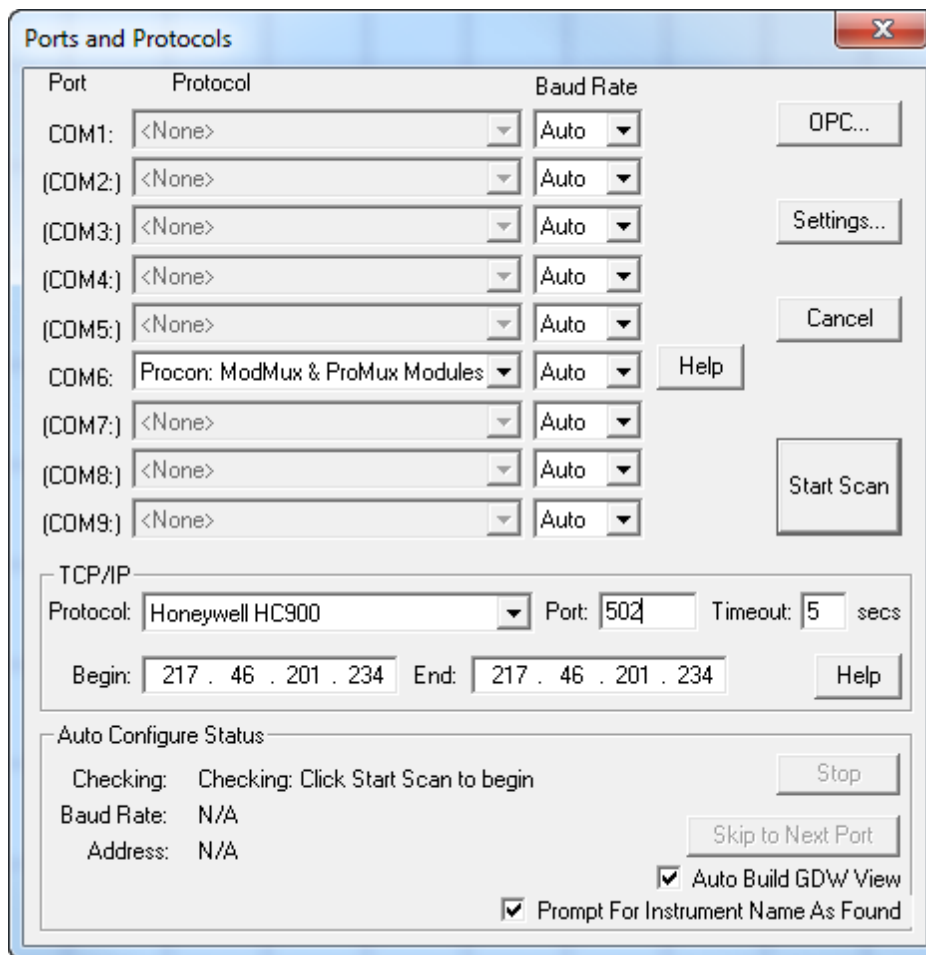 Ports and Protocols
Port Protocol Baud Rate
COM1: <None> Auto OPC...
(COM2:) <None> Auto
(COM3:) <None> Auto Settings...
(COM4:) <None> Auto
(COM5:) <None> Auto Cancel
COM6: Procon: ModMux & ProMux Modules Auto Help
(COM7:) <None> Auto
(COM8:) <None> Auto Start Scan
(COM9:) <None> Auto
TCP/IP
Protocol: Honeywell HC900 Port: 502 Timeout: 5 secs
Begin: 217 . 46 . 201 . 234 End: 217 . 46 . 201 . 234 Help
Auto Configure Status
Checking: Checking: Click Start Scan to begin Stop
Baud Rate: N/A
Skip to Next Port
Address: N/A
Auto Build GDW View
Prompt For Instrument Name As Found